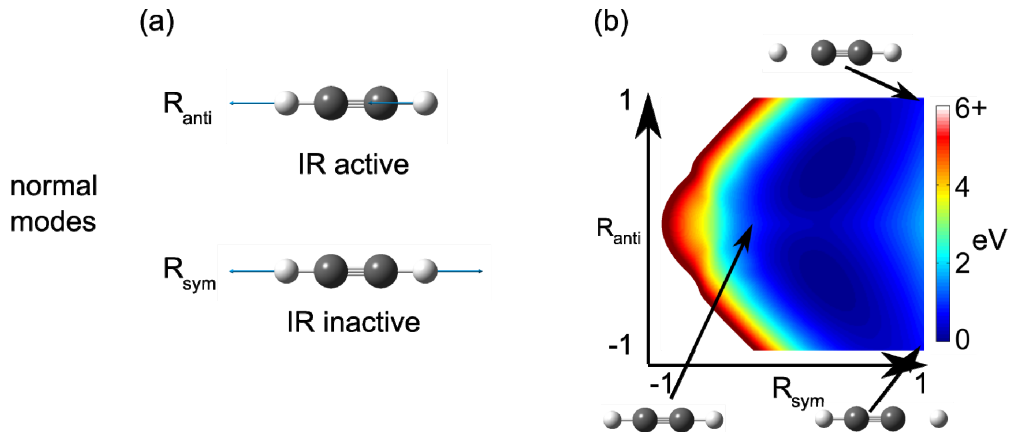 (a)
(b)
normal
modes
R_anti
IR active
R_sym
IR inactive
1
R_anti
-1
-1
R_sym
1
6+
4
eV
2
0